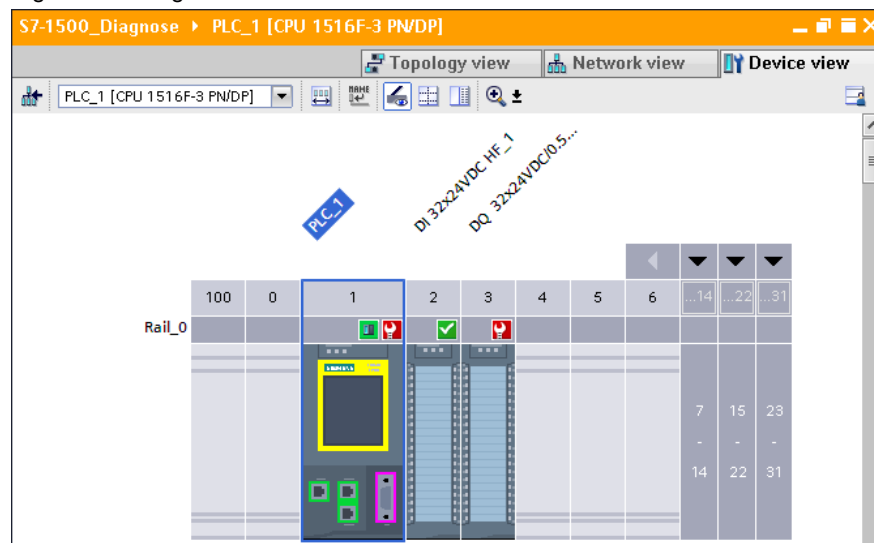 S7-1500_Diagnose ▸ PLC_1 [CPU 1516F-3 PN/DP]
Topology view Network view Device view
PLC_1 [CPU 1516F-3 PN/DP]
PLC_1
DI 32x24VDC HF_1
DQ 32x24VDC/0.5...
100 0 1 2 3 4 5 6 ...14 ...22 ...31
Rail_0
SIEMENS
7 15 23
- - -
14 22 31